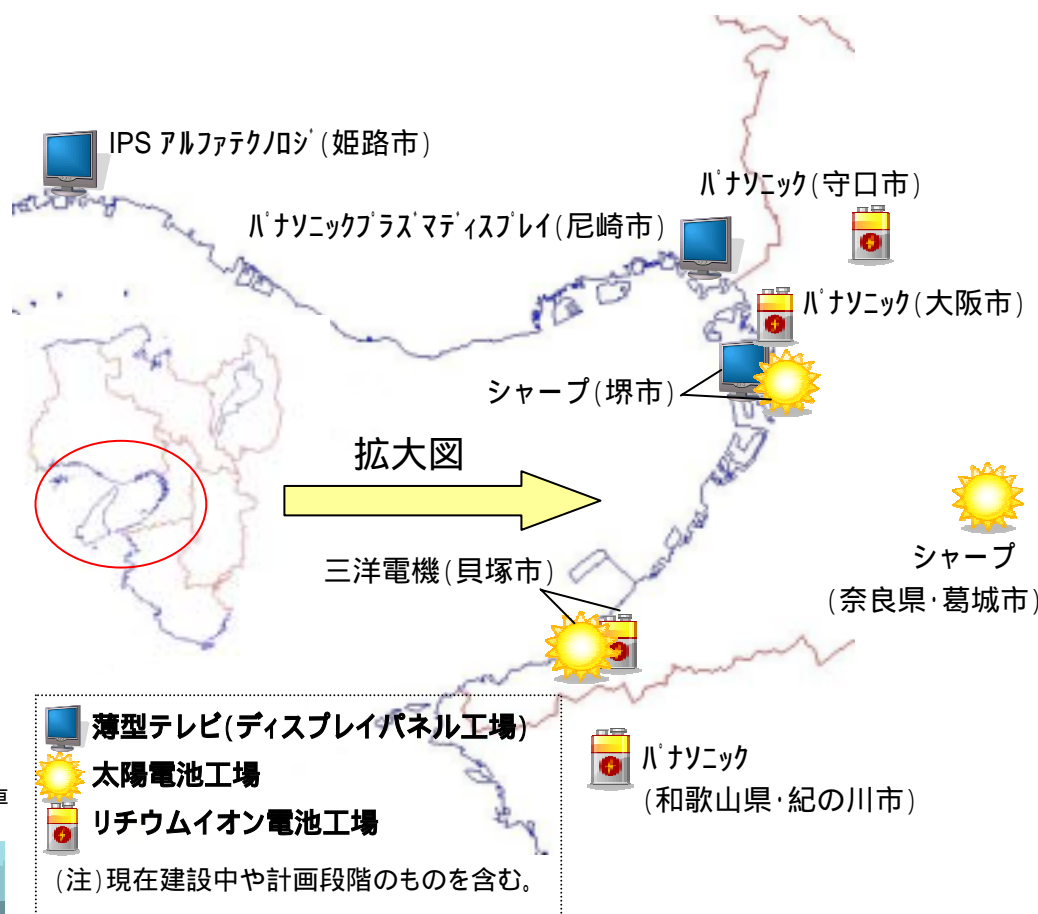 IPS アルファテクノロジ(姫路市)
パナソニック(守口市)
パナソニックプラズマディスプレイ(尼崎市)
パナソニック(大阪市)
シャープ(堺市)
拡大図
シャープ
(奈良県・葛城市)
三洋電機(貝塚市)
パナソニック
(和歌山県・紀の川市)
薄型テレビ(ディスプレイパネル工場)
太陽電池工場
リチウムイオン電池工場
(注)現在建設中や計画段階のものを含む。